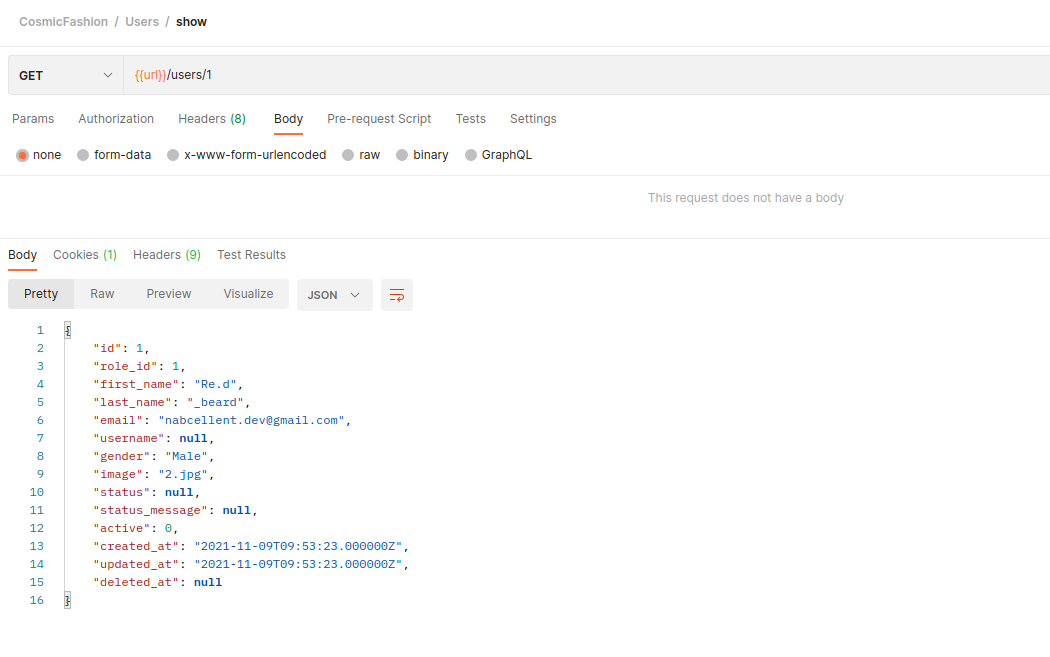 CosmicFashion / Users / show
GET {{url}}/users/1
Params Authorization Headers (8) Body Pre-request Script Tests Settings
none form-data x-www-form-urlencoded raw binary GraphQL
This request does not have a body
Body Cookies (1) Headers (9) Test Results
Pretty Raw Preview Visualize JSON
1 {
2 "id": 1,
3 "role_id": 1,
4 "first_name": "Re.d",
5 "last_name": "_beard",
6 "email": "nabcellent.dev@gmail.com",
7 "username": null,
8 "gender": "Male",
9 "image": "2.jpg",
10 "status": null,
11 "status_message": null,
12 "active": 0,
13 "created_at": "2021-11-09T09:53:23.000000Z",
14 "updated_at": "2021-11-09T09:53:23.000000Z",
15 "deleted_at": null
16 }